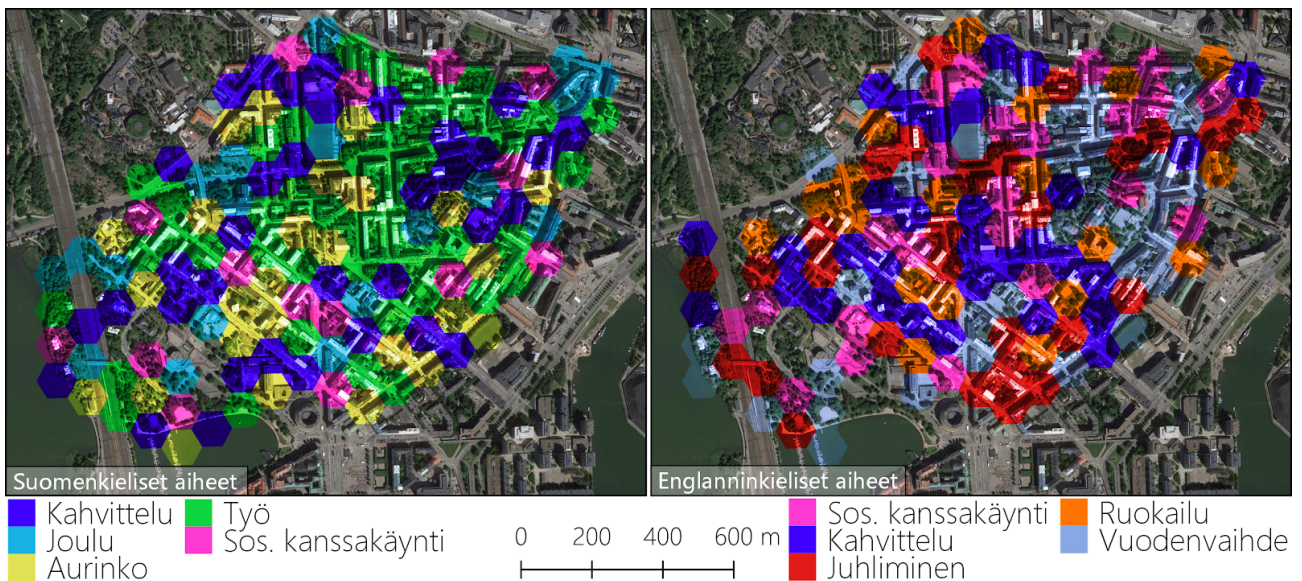 Suomenkieliset aiheet
Englanninkieliset aiheet
Kahvittelu
Joulu
Aurinko
Työ
Sos. kanssakäynti
0 200 400 600 m
Sos. kanssakäynti
Kahvittelu
Juhliminen
Ruokailu
Vuodenvaihde